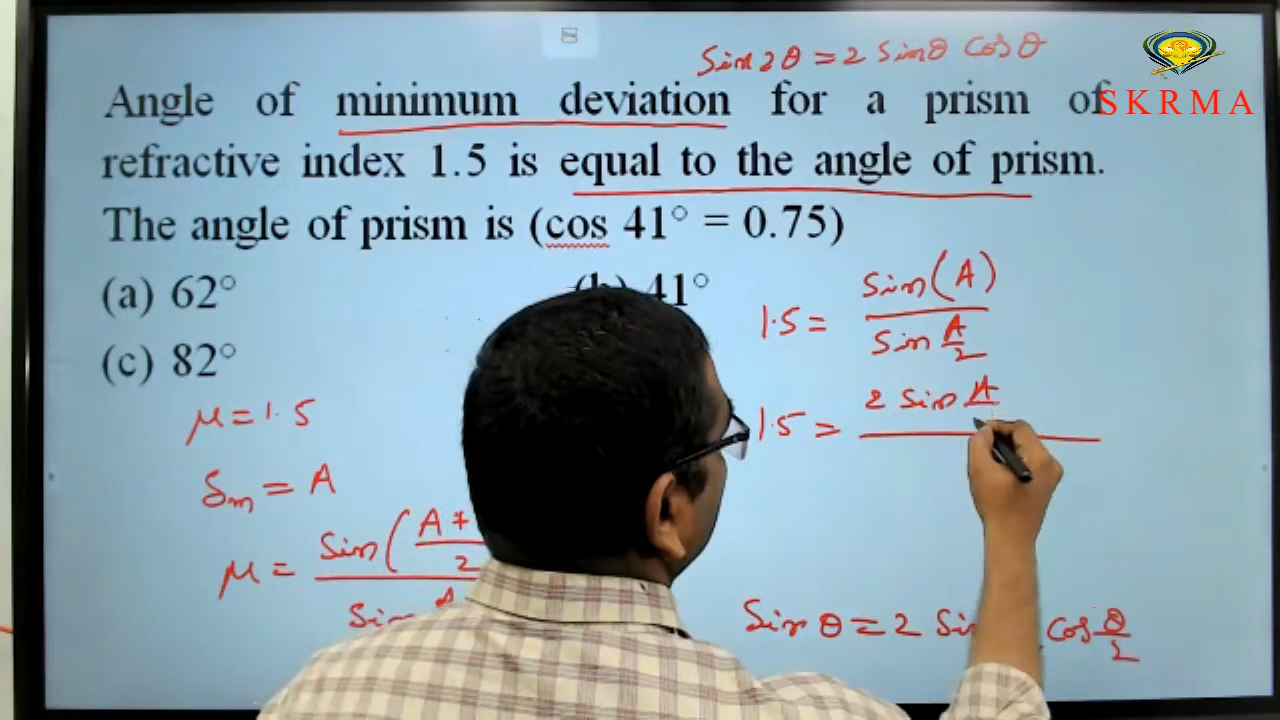 Sin 2θ = 2 Sinθ Cosθ
SKRMA
Angle of minimum deviation for a prism of
refractive index 1.5 is equal to the angle of prism.
The angle of prism is (cos 41° = 0.75)
(a) 62° (b) 41°
(c) 82°
1.5 = Sin(A) / Sin A/2
1.5 = 2 Sin A
μ = 1.5
δm = A
μ = Sin(A+ / 2
Sin
Sin θ = 2 Sin Cos θ/2